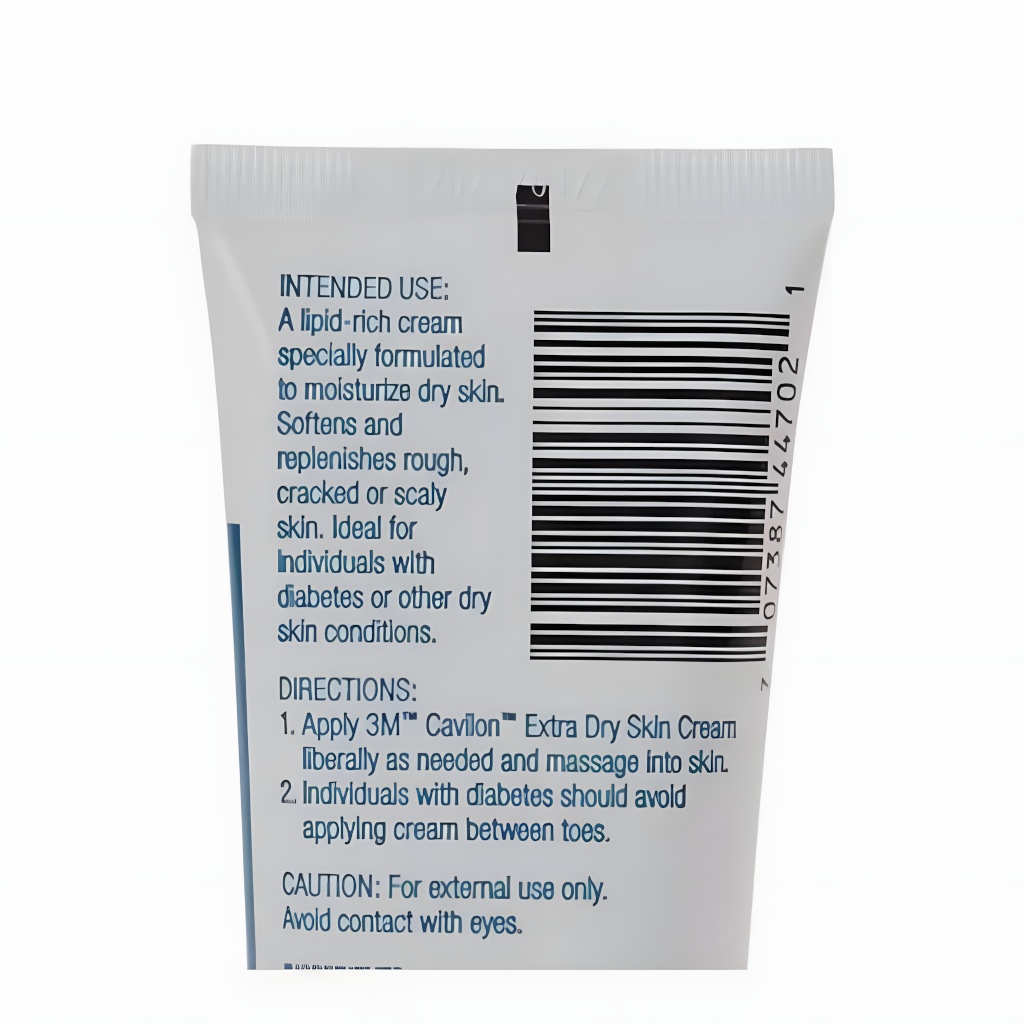 INTENDED USE:
A lipid-rich cream
specially formulated
to moisturize dry skin.
Softens and
replenishes rough,
cracked or scaly
skin. Ideal for
individuals with
diabetes or other dry
skin conditions.
7 07387 44702 1
DIRECTIONS:
1. Apply 3M™ Cavilon™ Extra Dry Skin Cream
liberally as needed and massage into skin.
2. Individuals with diabetes should avoid
applying cream between toes.
CAUTION: For external use only.
Avoid contact with eyes.